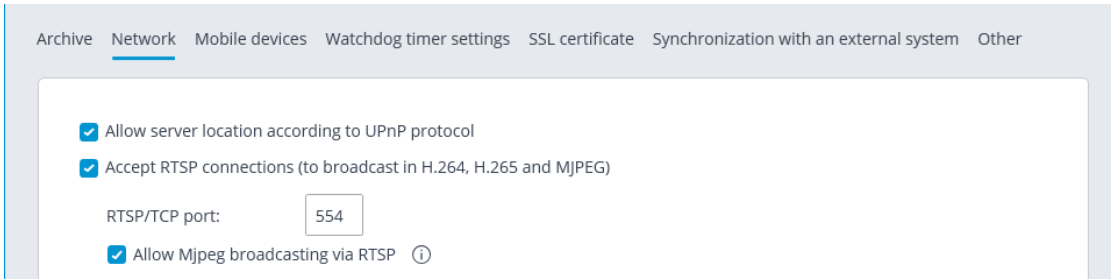 Archive Network Mobile devices Watchdog timer settings SSL certificate Synchronization with an external system Other
Allow server location according to UPnP protocol
Accept RTSP connections (to broadcast in H.264, H.265 and MJPEG)
RTSP/TCP port: 554
Allow Mjpeg broadcasting via RTSP